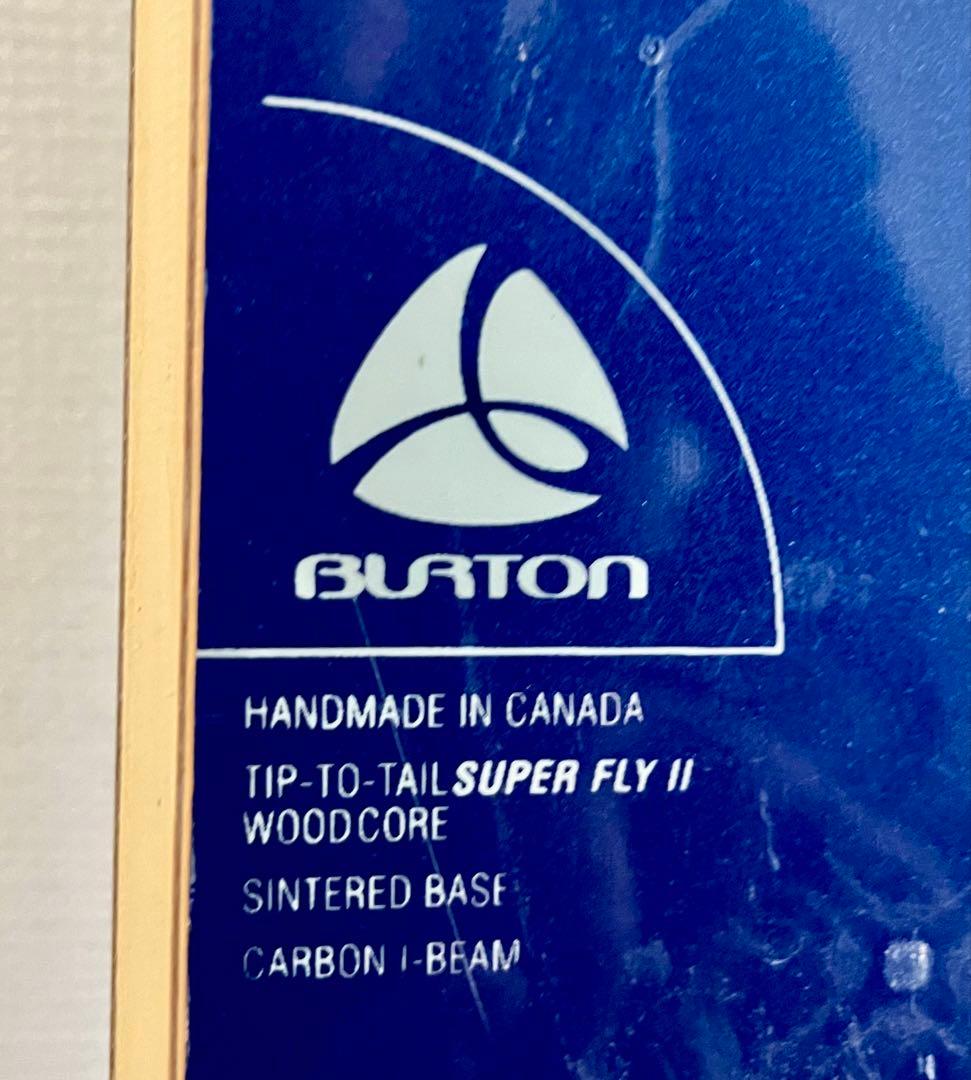 BURTON
HANDMADE IN CANADA
TIP-TO-TAIL SUPER FLY II
WOODCORE
SINTERED BASE
CARBON I-BEAM